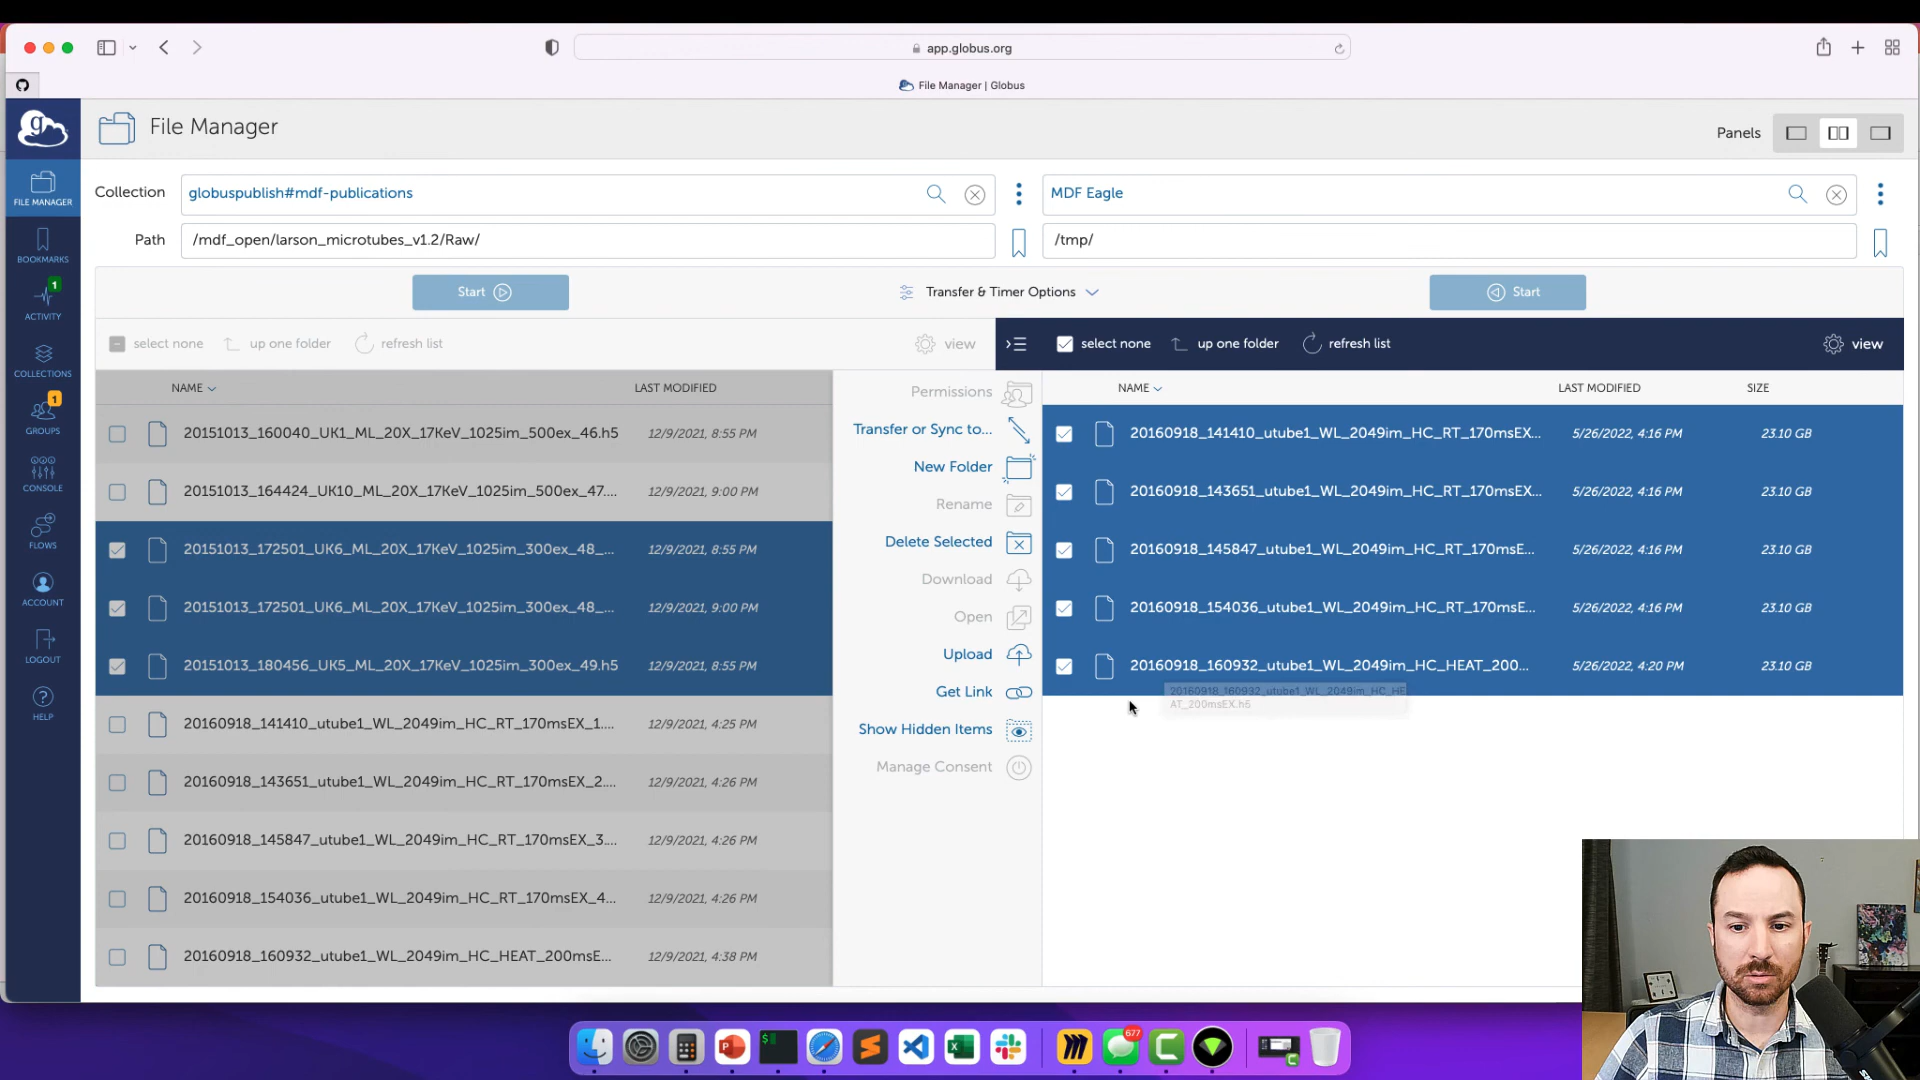 app.globus.org
File Manager | Globus
g
File Manager
Panels
FILE MANAGER
BOOKMARKS
1
ACTIVITY
COLLECTIONS
1
GROUPS
CONSOLE
FLOWS
ACCOUNT
LOGOUT
HELP
Collection
globuspublish#mdf-publications
MDF Eagle
Path
/mdf_open/larson_microtubes_v1.2/Raw/
/tmp/
Start
Transfer & Timer Options
Start
select none
up one folder
refresh list
view
select none
up one folder
refresh list
view
NAME
LAST MODIFIED
20151013_160040_UK1_ML_20X_17KeV_1025im_500ex_46.h5 12/9/2021, 8:55 PM
20151013_164424_UK10_ML_20X_17KeV_1025im_500ex_47.... 12/9/2021, 9:00 PM
20151013_172501_UK6_ML_20X_17KeV_1025im_300ex_48_... 12/9/2021, 8:55 PM
20151013_172501_UK6_ML_20X_17KeV_1025im_300ex_48_... 12/9/2021, 9:00 PM
20151013_180456_UK5_ML_20X_17KeV_1025im_300ex_49.h5 12/9/2021, 8:55 PM
20160918_141410_utube1_WL_2049im_HC_RT_170msEX_1.... 12/9/2021, 4:25 PM
20160918_143651_utube1_WL_2049im_HC_RT_170msEX_2.... 12/9/2021, 4:26 PM
20160918_145847_utube1_WL_2049im_HC_RT_170msEX_3.... 12/9/2021, 4:26 PM
20160918_154036_utube1_WL_2049im_HC_RT_170msEX_4... 12/9/2021, 4:26 PM
20160918_160932_utube1_WL_2049im_HC_HEAT_200msE... 12/9/2021, 4:38 PM
Permissions
Transfer or Sync to...
New Folder
Rename
Delete Selected
Download
Open
Upload
Get Link
Show Hidden Items
Manage Consent
NAME
LAST MODIFIED
SIZE
20160918_141410_utube1_WL_2049im_HC_RT_170msEX... 5/26/2022, 4:16 PM 23.10 GB
20160918_143651_utube1_WL_2049im_HC_RT_170msEX... 5/26/2022, 4:16 PM 23.10 GB
20160918_145847_utube1_WL_2049im_HC_RT_170msE... 5/26/2022, 4:16 PM 23.10 GB
20160918_154036_utube1_WL_2049im_HC_RT_170msE... 5/26/2022, 4:16 PM 23.10 GB
20160918_160932_utube1_WL_2049im_HC_HEAT_200... 5/26/2022, 4:20 PM 23.10 GB
20160918_160932_utube1_WL_2049im_HC_HE
AT_200msEX.h5
677